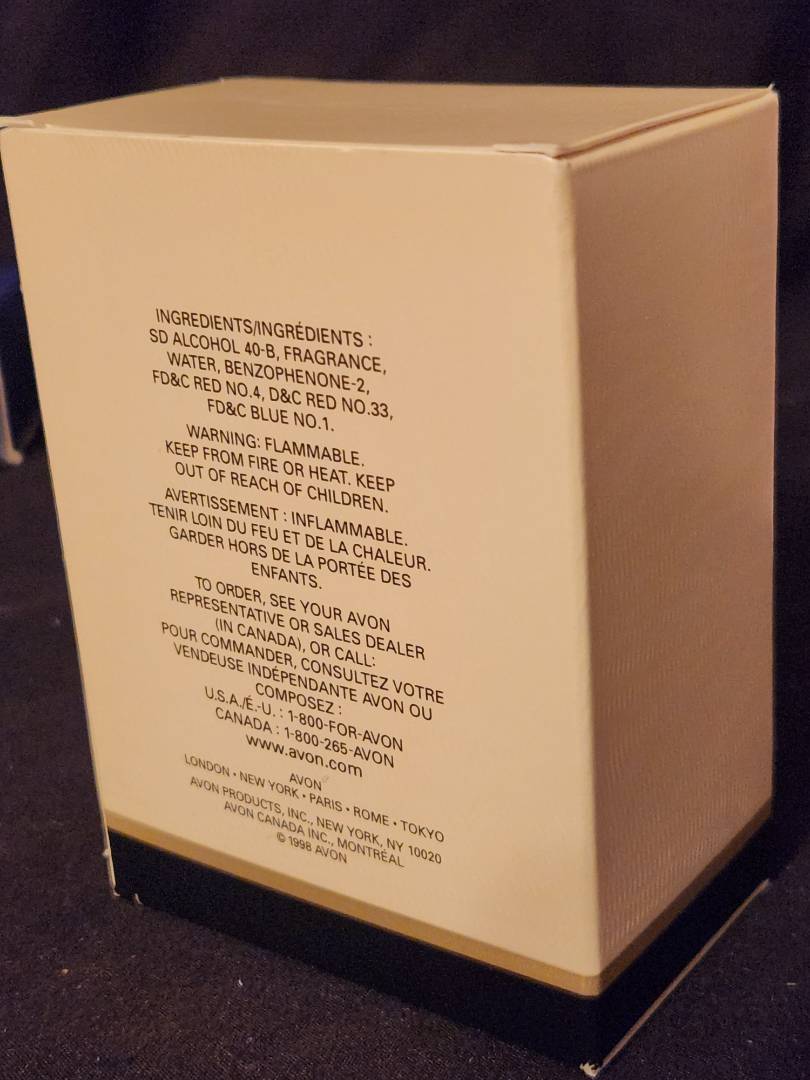 INGREDIENTS/INGRÉDIENTS :
SD ALCOHOL 40-B, FRAGRANCE,
WATER, BENZOPHENONE-2,
FD&C RED NO.4, D&C RED NO.33,
FD&C BLUE NO.1.
WARNING: FLAMMABLE.
KEEP FROM FIRE OR HEAT. KEEP
OUT OF REACH OF CHILDREN.
AVERTISSEMENT : INFLAMMABLE.
TENIR LOIN DU FEU ET DE LA CHALEUR.
GARDER HORS DE LA PORTÉE DES
ENFANTS.
TO ORDER, SEE YOUR AVON
REPRESENTATIVE OR SALES DEALER
(IN CANADA), OR CALL:
POUR COMMANDER, CONSULTEZ VOTRE
VENDEUSE INDÉPENDANTE AVON OU
COMPOSEZ :
U.S.A./É.-U. : 1-800-FOR-AVON
CANADA : 1-800-265-AVON
www.avon.com
AVON
LONDON • NEW YORK • PARIS • ROME • TOKYO
AVON PRODUCTS, INC., NEW YORK, NY 10020
AVON CANADA INC., MONTRÉAL
© 1998 AVON